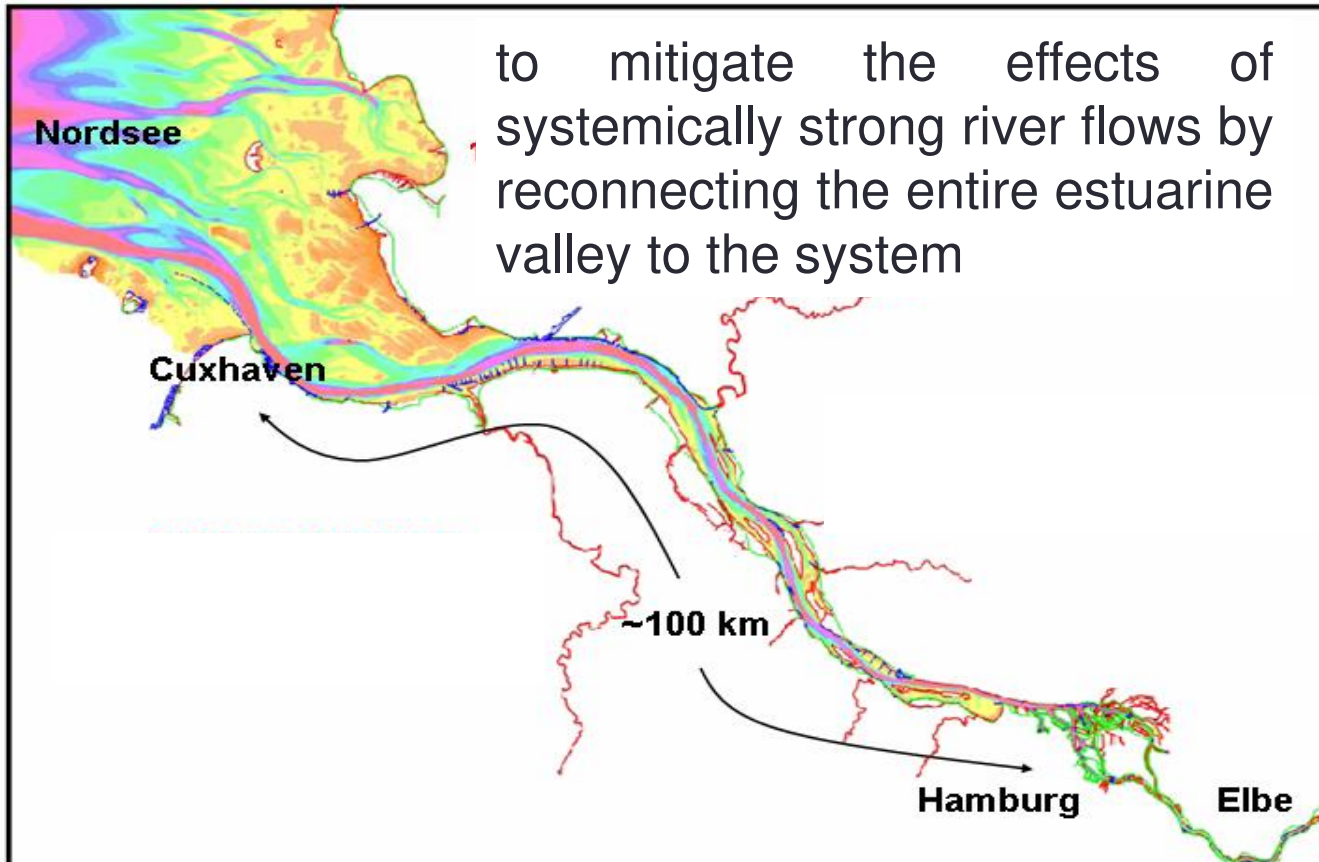 to mitigate the effects of
systemically strong river flows by
reconnecting the entire estuarine
valley to the system
Nordsee
Cuxhaven
~100 km
Hamburg
Elbe